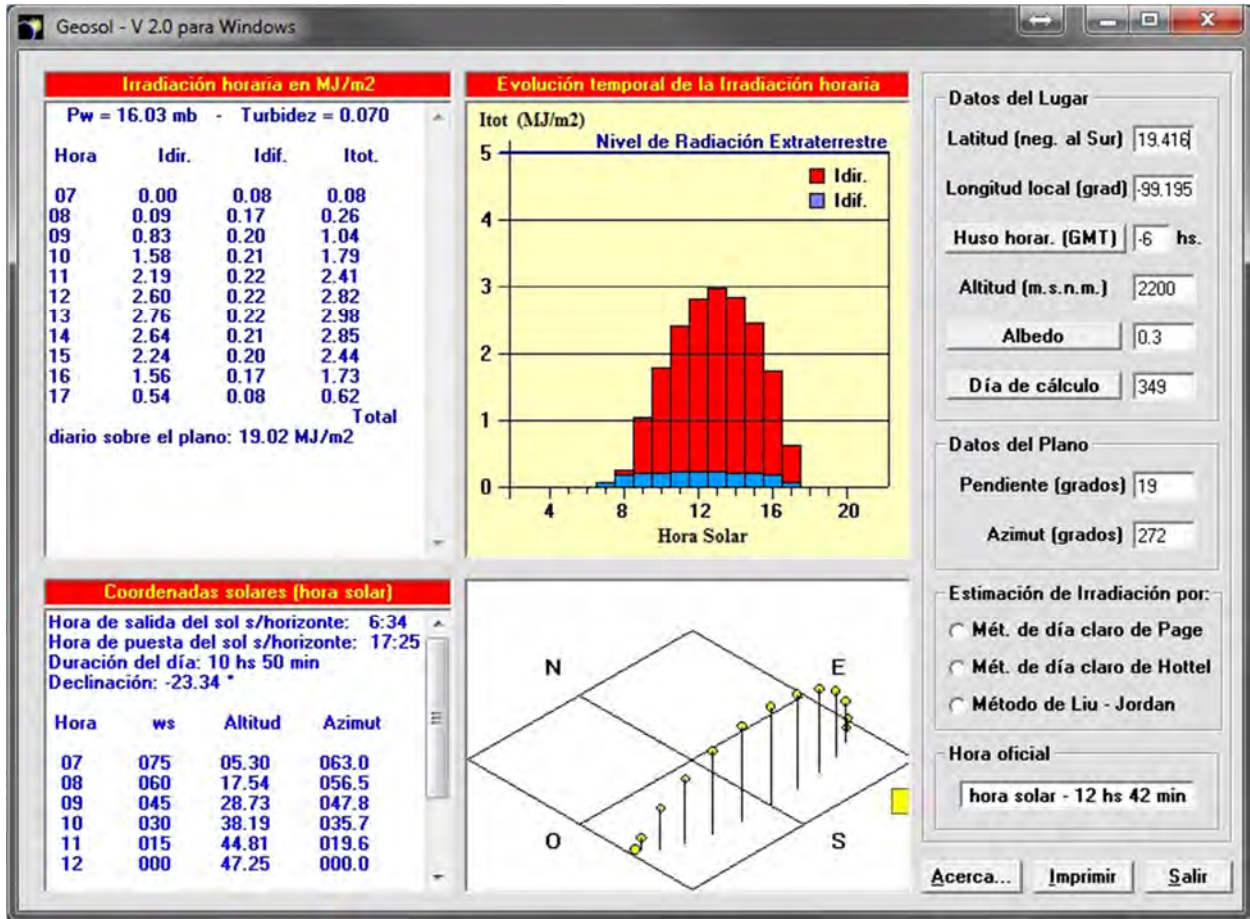 Geosol - V 2.0 para Windows
Irradiación horaria en MJ/m2
Pw = 16.03 mb - Turbidez = 0.070
Hora Idir. Idif. Itot.
07 0.00 0.08 0.08
08 0.09 0.17 0.26
09 0.83 0.20 1.04
10 1.58 0.21 1.79
11 2.19 0.22 2.41
12 2.60 0.22 2.82
13 2.76 0.22 2.98
14 2.64 0.21 2.85
15 2.24 0.20 2.44
16 1.56 0.17 1.73
17 0.54 0.08 0.62
Total
diario sobre el plano: 19.02 MJ/m2
Evolución temporal de la Irradiación horaria
Itot (MJ/m2)
Nivel de Radiación Extraterrestre
Idir.
Idif.
5
4
3
2
1
0
4 8 12 16 20
Hora Solar
Coordenadas solares (hora solar)
Hora de salida del sol s/horizonte: 6:34
Hora de puesta del sol s/horizonte: 17:25
Duración del día: 10 hs 50 min
Declinación: -23.34 °
Hora ws Altitud Azimut
07 075 05.30 063.0
08 060 17.54 056.5
09 045 28.73 047.8
10 030 38.19 035.7
11 015 44.81 019.6
12 000 47.25 000.0
N E
O S
Datos del Lugar
Latitud (neg. al Sur) 19.416
Longitud local (grad) -99.195
Huso horar. (GMT) -6 hs.
Altitud (m.s.n.m.) 2200
Albedo 0.3
Día de cálculo 349
Datos del Plano
Pendiente (grados) 19
Azimut (grados) 272
Estimación de Irradiación por:
Mét. de día claro de Page
Mét. de día claro de Hottel
Método de Liu - Jordan
Hora oficial
hora solar - 12 hs 42 min
Acerca... Imprimir Salir